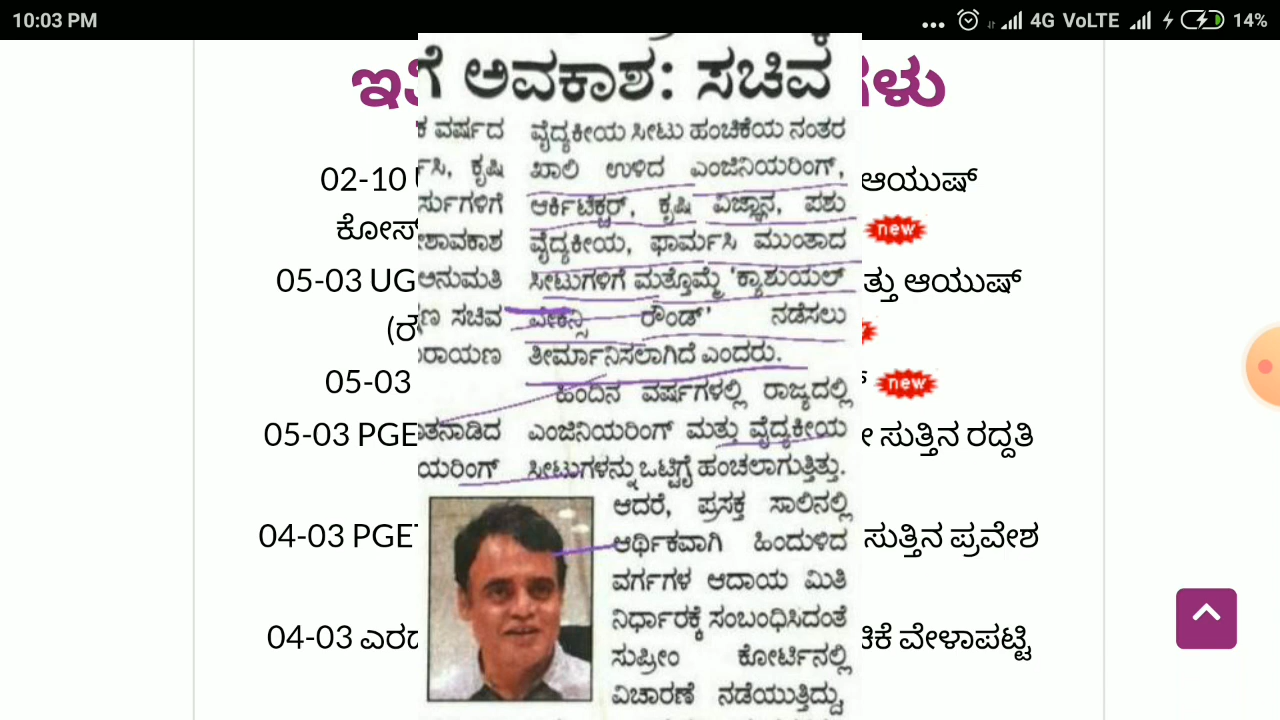 10:03 PM
4G VoLTE 14%
02-10
ಆಯುಷ್
new
05-03 UG
ತ್ತು ಆಯುಷ್
05-03
new
05-03 PGE
ಸುತ್ತಿನ ರದ್ದತಿ
04-03 PGET
ಸುತ್ತಿನ ಪ್ರವೇಶ
04-03
ವೇಳಾಪಟ್ಟಿ
ಗೆ ಅವಕಾಶ: ಸಚಿವ
ವರ್ಷದ
ಸಿ, ಕೃಷಿ
ರ್ಸುಗಳಿಗೆ
ಶಾವಕಾಶ
ಅನುಮತಿ
ಣ ಸಚಿವ
ರಾಯಣ
ತನಾಡಿದ
ಯರಿಂಗ್
ವೈದ್ಯಕೀಯ ಸೀಟು ಹಂಚಿಕೆಯ ನಂತರ
ಖಾಲಿ ಉಳಿದ ಎಂಜಿನಿಯರಿಂಗ್,
ಆರ್ಕಿಟೆಕ್ಚರ್, ಕೃಷಿ ವಿಜ್ಞಾನ, ಪಶು
ವೈದ್ಯಕೀಯ, ಫಾರ್ಮಸಿ ಮುಂತಾದ
ಸೀಟುಗಳಿಗೆ ಮತ್ತೊಮ್ಮೆ 'ಕ್ಯಾಶುಯಲ್
ವೇಕೆನ್ಸಿ ರೌಂಡ್' ನಡೆಸಲು
ತೀರ್ಮಾನಿಸಲಾಗಿದೆ ಎಂದರು.
ಹಿಂದಿನ ವರ್ಷಗಳಲ್ಲಿ ರಾಜ್ಯದಲ್ಲಿ
ಎಂಜಿನಿಯರಿಂಗ್ ಮತ್ತು ವೈದ್ಯಕೀಯ
ಸೀಟುಗಳನ್ನು ಒಟ್ಟಿಗೆ ಹಂಚಲಾಗುತ್ತಿತ್ತು.
ಆದರೆ, ಪ್ರಸಕ್ತ ಸಾಲಿನಲ್ಲಿ
ಆರ್ಥಿಕವಾಗಿ ಹಿಂದುಳಿದ
ವರ್ಗಗಳ ಆದಾಯ ಮಿತಿ
ನಿರ್ಧಾರಕ್ಕೆ ಸಂಬಂಧಿಸಿದಂತೆ
ಸುಪ್ರೀಂ ಕೋರ್ಟಿನಲ್ಲಿ
ವಿಚಾರಣೆ ನಡೆಯುತ್ತಿದ್ದು,